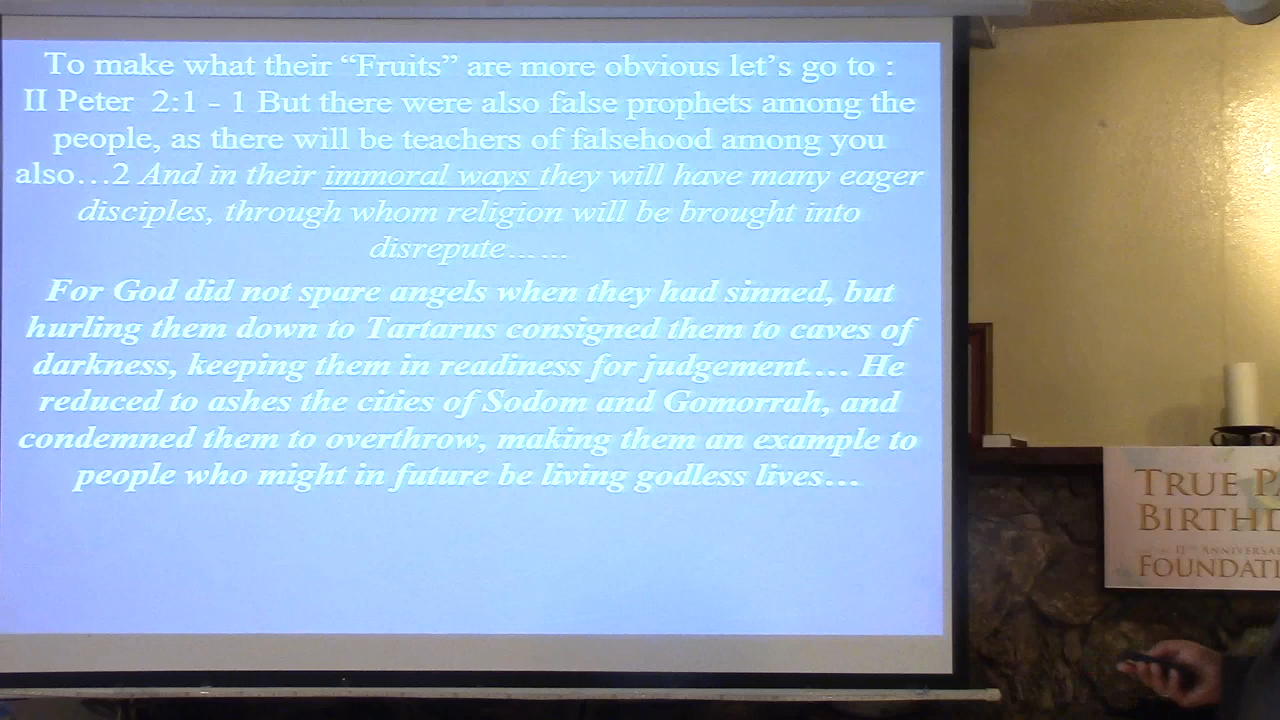 To make what their “Fruits” are more obvious let’s go to :
II Peter 2:1 - 1 But there were also false prophets among the
people, as there will be teachers of falsehood among you
also…2 And in their immoral ways they will have many eager
disciples, through whom religion will be brought into
disrepute……
For God did not spare angels when they had sinned, but
hurling them down to Tartarus consigned them to caves of
darkness, keeping them in readiness for judgement…. He
reduced to ashes the cities of Sodom and Gomorrah, and
condemned them to overthrow, making them an example to
people who might in future be living godless lives…
TRUE